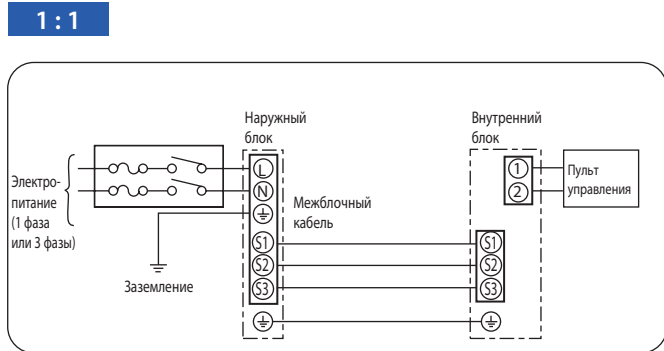 1 : 1
Наружный
блок
Внутренний
блок
Электро-
питание
(1 фаза
или 3 фазы)
L
N
Межблочный
кабель
S1
S2
S3
Заземление
1
2
Пульт
управления
S1
S2
S3